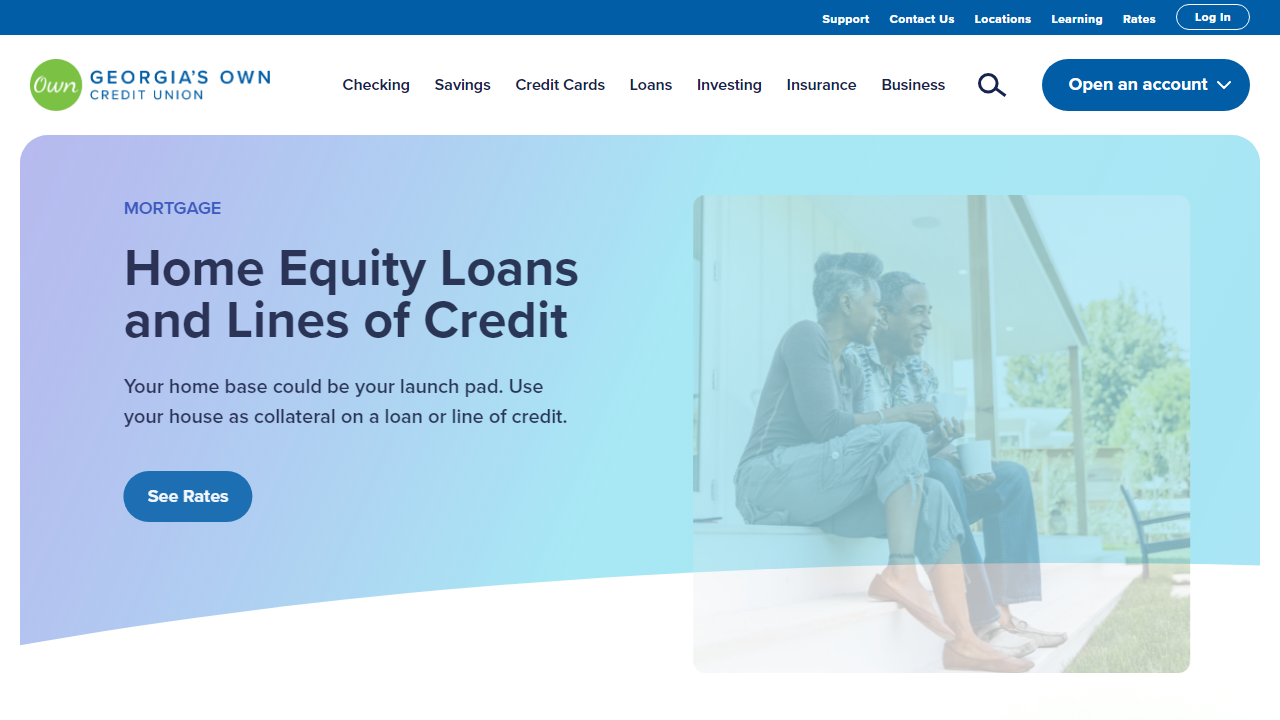 Support Contact Us Locations Learning Rates Log In
Own GEORGIA'S OWN
CREDIT UNION
Checking Savings Credit Cards Loans Investing Insurance Business Open an account
MORTGAGE
Home Equity Loans
and Lines of Credit
Your home base could be your launch pad. Use
your house as collateral on a loan or line of credit.
See Rates